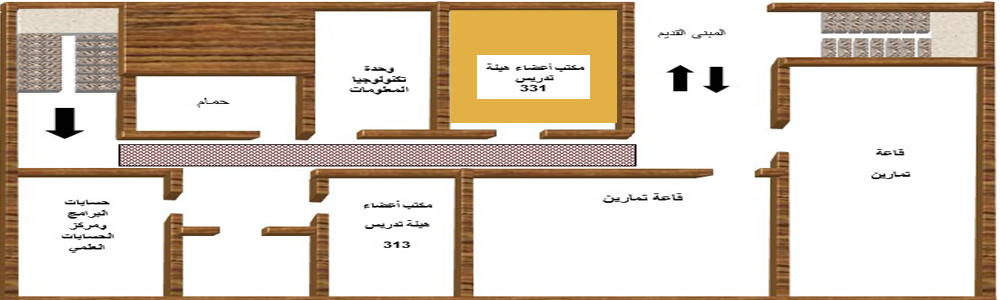 المبنى القديم
مكتب أعضاء هيئة
تدريس
331
وحدة
تكنولوجيا
المعلومات
حمام
قاعة
تمارين
قاعة تمارين
مكتب أعضاء
هيئة تدريس
313
حسابات
البرامج
ومركز
الحسابات
العلمي